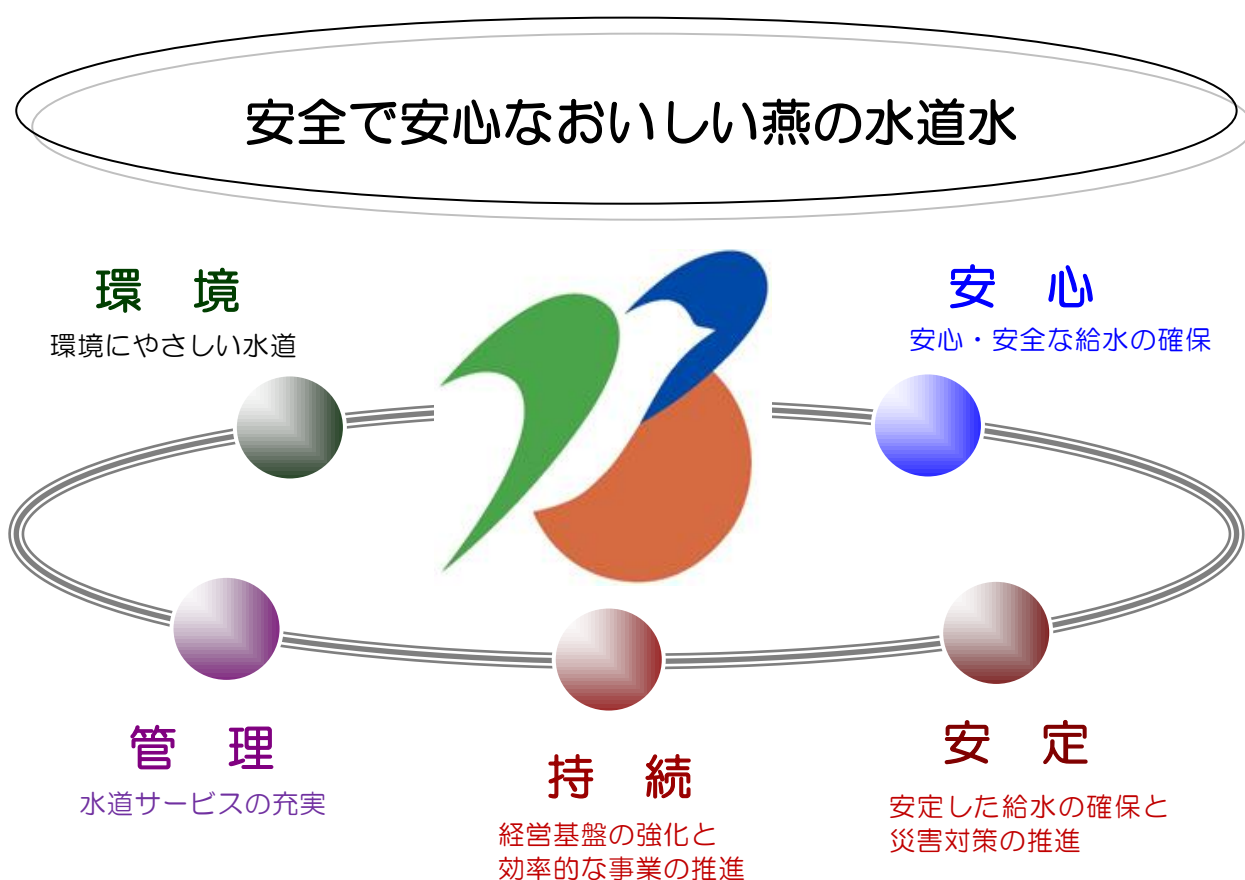 安全で安心なおいしい燕の水道水
環　境
環境にやさしい水道
安　心
安心・安全な給水の確保
管　理
水道サービスの充実
持　続
経営基盤の強化と
効率的な事業の推進
安　定
安定した給水の確保と
災害対策の推進